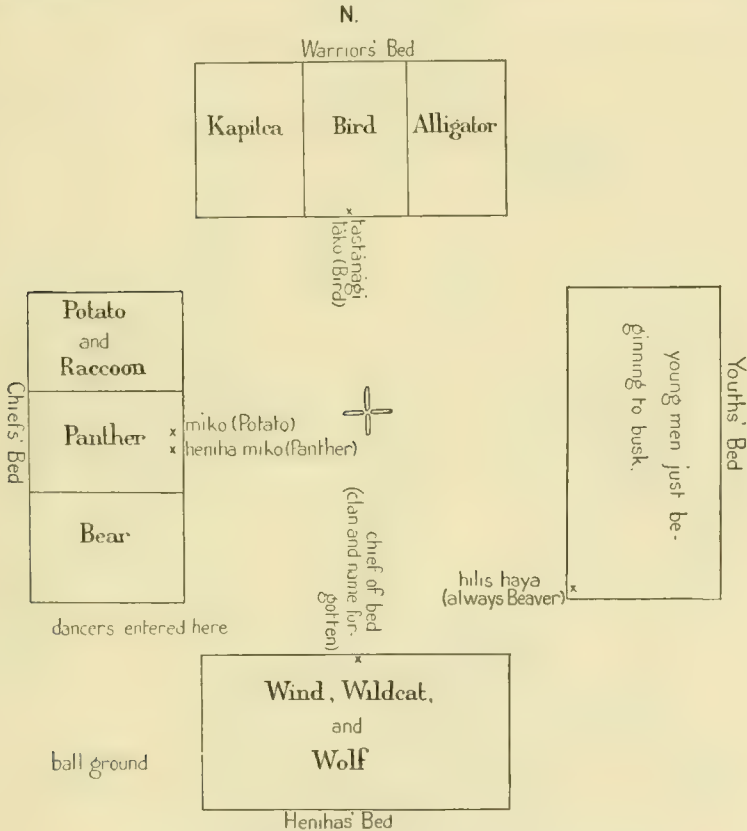 N.
Warriors' Bed
Kapitca
Bird
Alligator
tastanagi
tåko (Bird)
Potato
and
Raccoon
Panther
Bear
Chiefs' Bed
miko (Potato)
heniha miko (Panther)
young men just be-
ginning to busk.
Youths' Bed
hilis haya
(always Beaver)
chief of bed
(clan and name for-
gotten)
dancers entered here
Wind, Wildcat,
and
Wolf
ball ground
Henihas' Bed